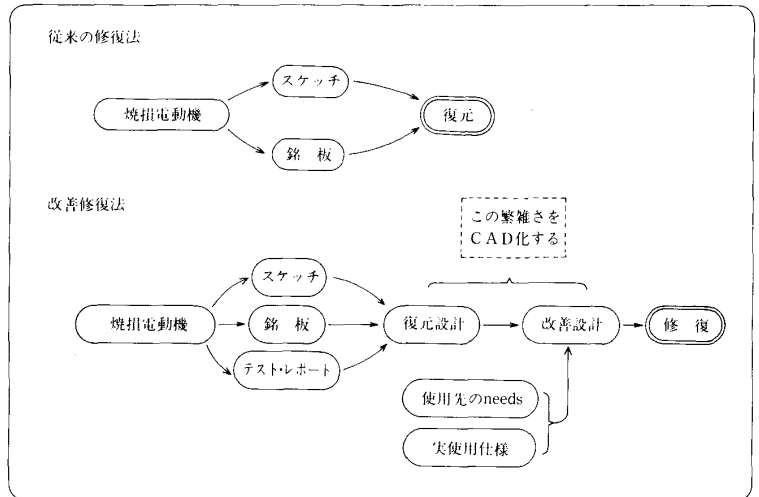 従来の修復法
スケッチ
焼損電動機
復元
銘 板
改善修復法
この繁雑さを
CAD化する
スケッチ
焼損電動機
銘 板
復元設計
改善設計
修 復
テスト・レポート
使用先のneeds
実使用仕様